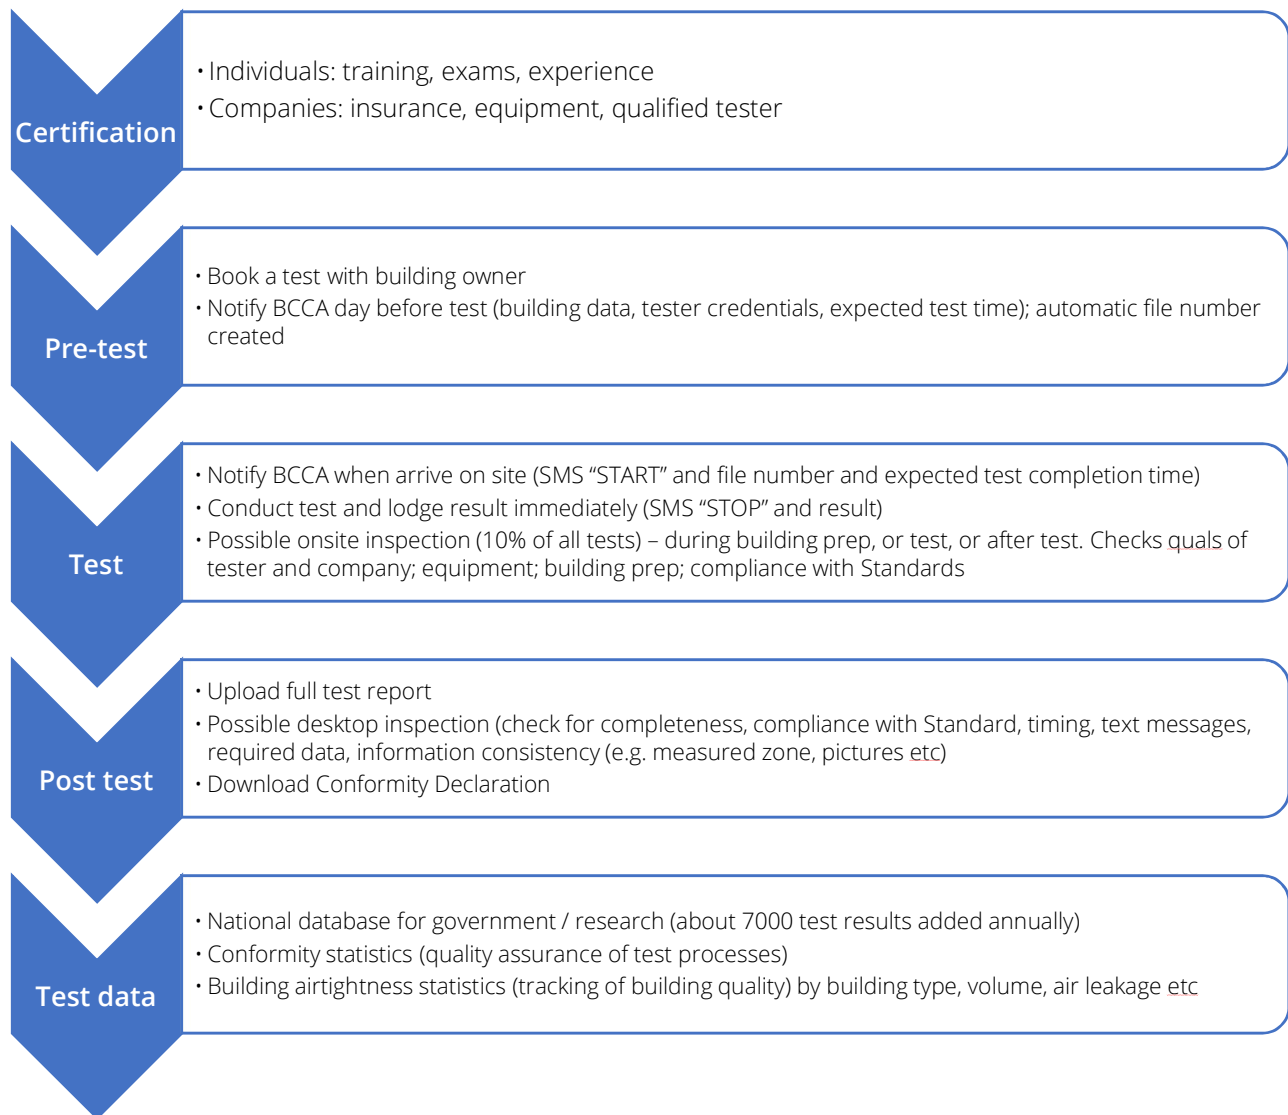 Certification
• Individuals: training, exams, experience
• Companies: insurance, equipment, qualified tester
Pre-test
• Book a test with building owner
• Notify BCCA day before test (building data, tester credentials, expected test time); automatic file number
created
Test
• Notify BCCA when arrive on site (SMS “START” and file number and expected test completion time)
• Conduct test and lodge result immediately (SMS “STOP” and result)
• Possible onsite inspection (10% of all tests) – during building prep, or test, or after test. Checks quals of
tester and company; equipment; building prep; compliance with Standards
Post test
• Upload full test report
• Possible desktop inspection (check for completeness, compliance with Standard, timing, text messages,
required data, information consistency (e.g. measured zone, pictures etc)
• Download Conformity Declaration
Test data
• National database for government / research (about 7000 test results added annually)
• Conformity statistics (quality assurance of test processes)
• Building airtightness statistics (tracking of building quality) by building type, volume, air leakage etc